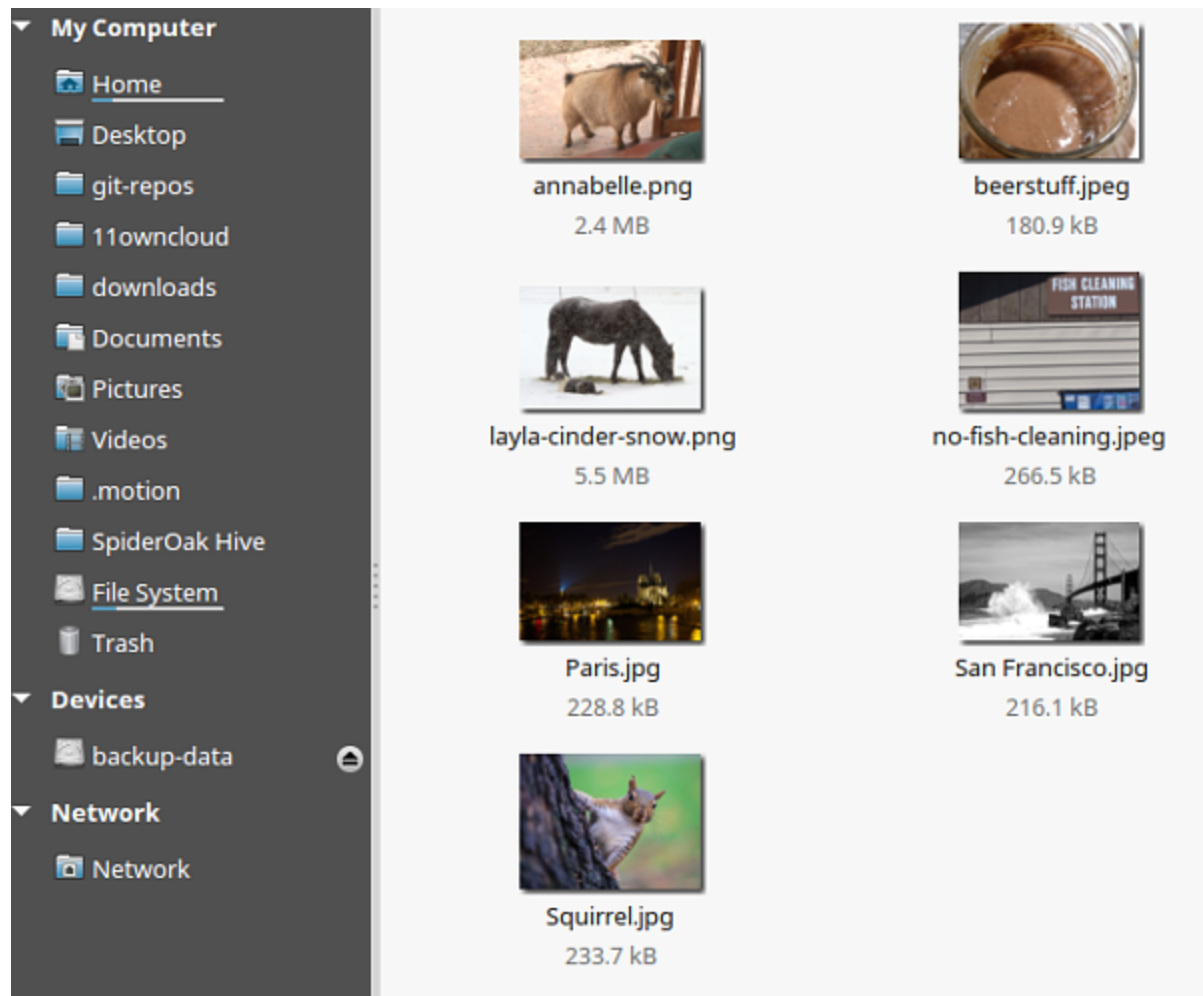 My Computer
Home
Desktop
git-repos
11owncloud
downloads
Documents
Pictures
Videos
.motion
SpiderOak Hive
File System
Trash
Devices
backup-data
Network
Network
annabelle.png
2.4 MB
beerstuff.jpeg
180.9 kB
FISH CLEANING
STATION
layla-cinder-snow.png
5.5 MB
no-fish-cleaning.jpeg
266.5 kB
Paris.jpg
228.8 kB
San Francisco.jpg
216.1 kB
Squirrel.jpg
233.7 kB